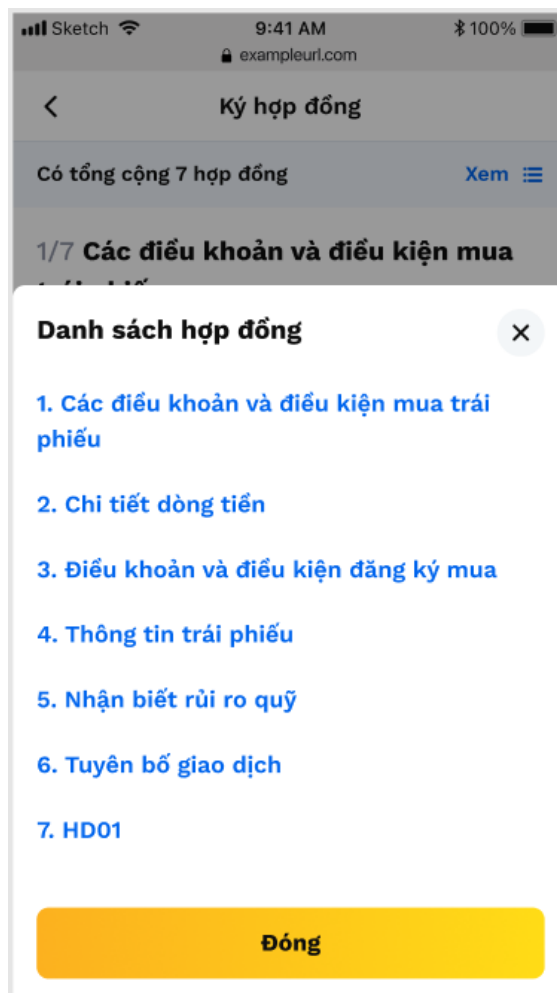 Sketch 9:41 AM 100%
exampleurl.com
Ký hợp đồng
Có tổng cộng 7 hợp đồng Xem
1/7 Các điều khoản và điều kiện mua
Danh sách hợp đồng
1. Các điều khoản và điều kiện mua trái
phiếu
2. Chi tiết dòng tiền
3. Điều khoản và điều kiện đăng ký mua
4. Thông tin trái phiếu
5. Nhận biết rủi ro quỹ
6. Tuyên bố giao dịch
7. HD01
Đóng